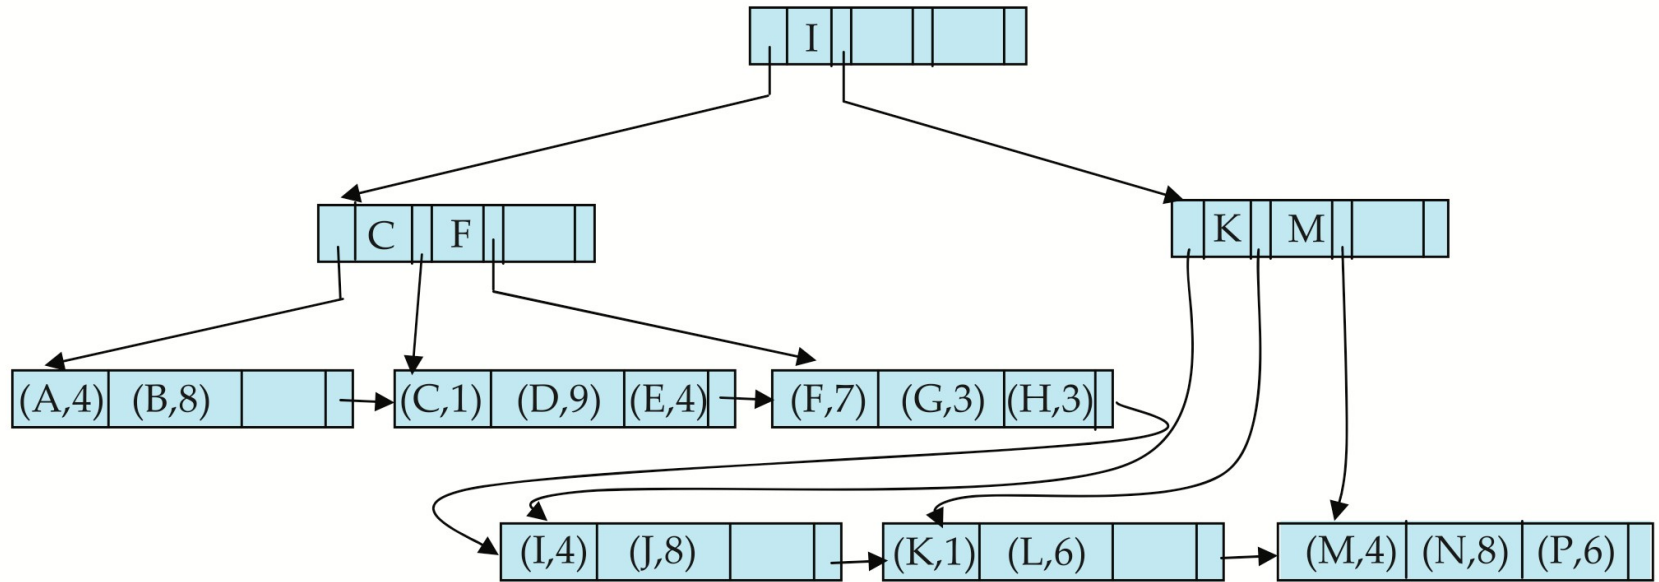 I
C F
K M
(A,4) (B,8)
(C,1) (D,9) (E,4)
(F,7) (G,3) (H,3)
(I,4) (J,8)
(K,1) (L,6)
(M,4) (N,8) (P,6)